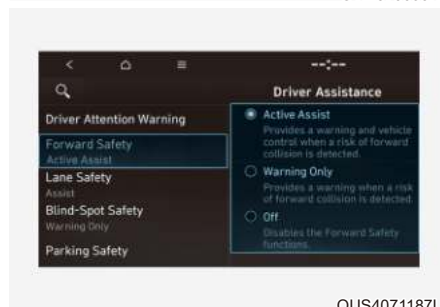 --:--
Driver Assistance
Driver Attention Warning
Forward Safety
Active Assist
Lane Safety
Assist
Blind-Spot Safety
Warning Only
Parking Safety
Active Assist
Provides a warning and vehicle
control when a risk of forward
collision is detected.
Warning Only
Provides a warning when a risk
of forward collision is detected.
Off
Disables the Forward Safety
functions.
OUS4071187L